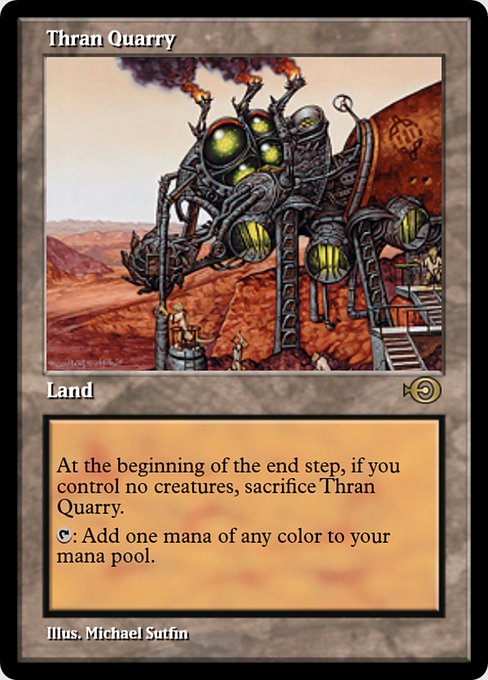 Thran Quarry
Land
At the beginning of the end step, if you
control no creatures, sacrifice Thran
Quarry.
: Add one mana of any color to your
mana pool.
Illus. Michael Sutfin